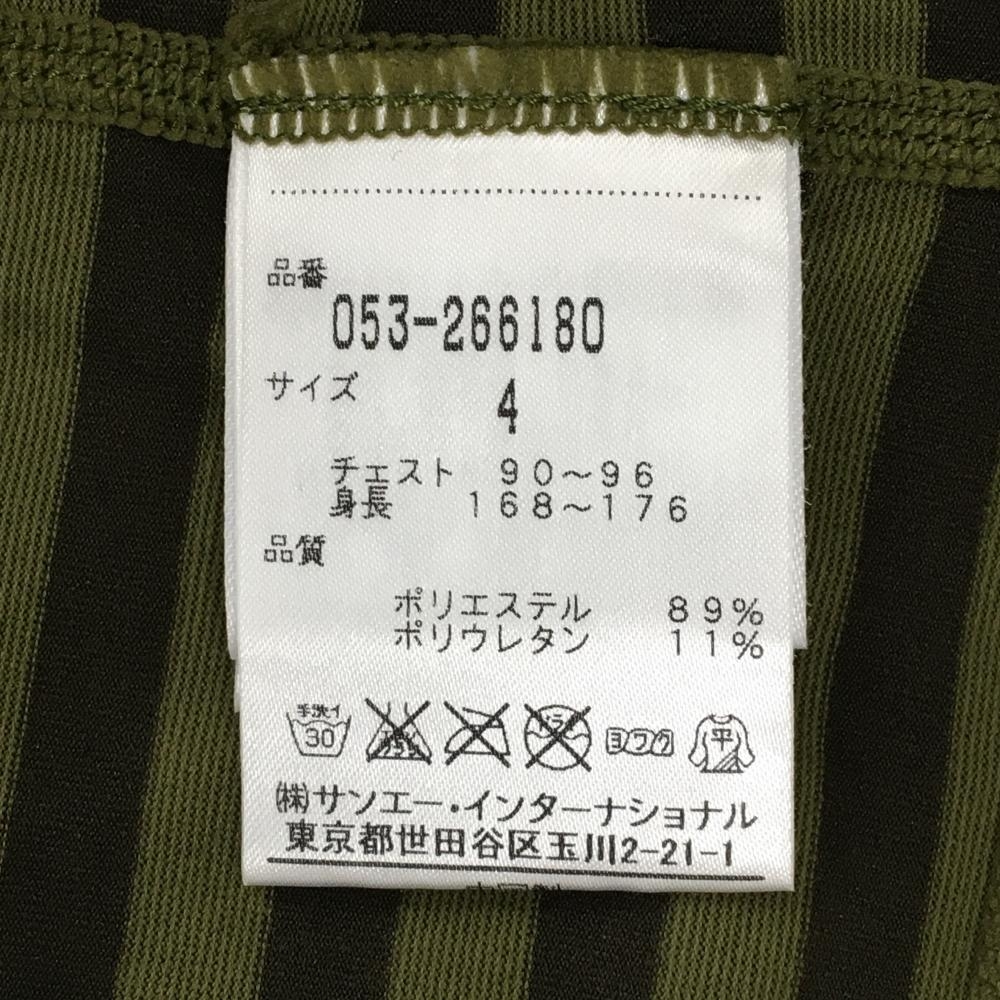 品番
053-266180
サイズ 4
チェスト 90～96
身長 168～176
品質
ポリエステル 89%
ポリウレタン 11%
手洗イ 30 ヨワク 平
㈱サンエー・インターナショナル
東京都世田谷区玉川2-21-1